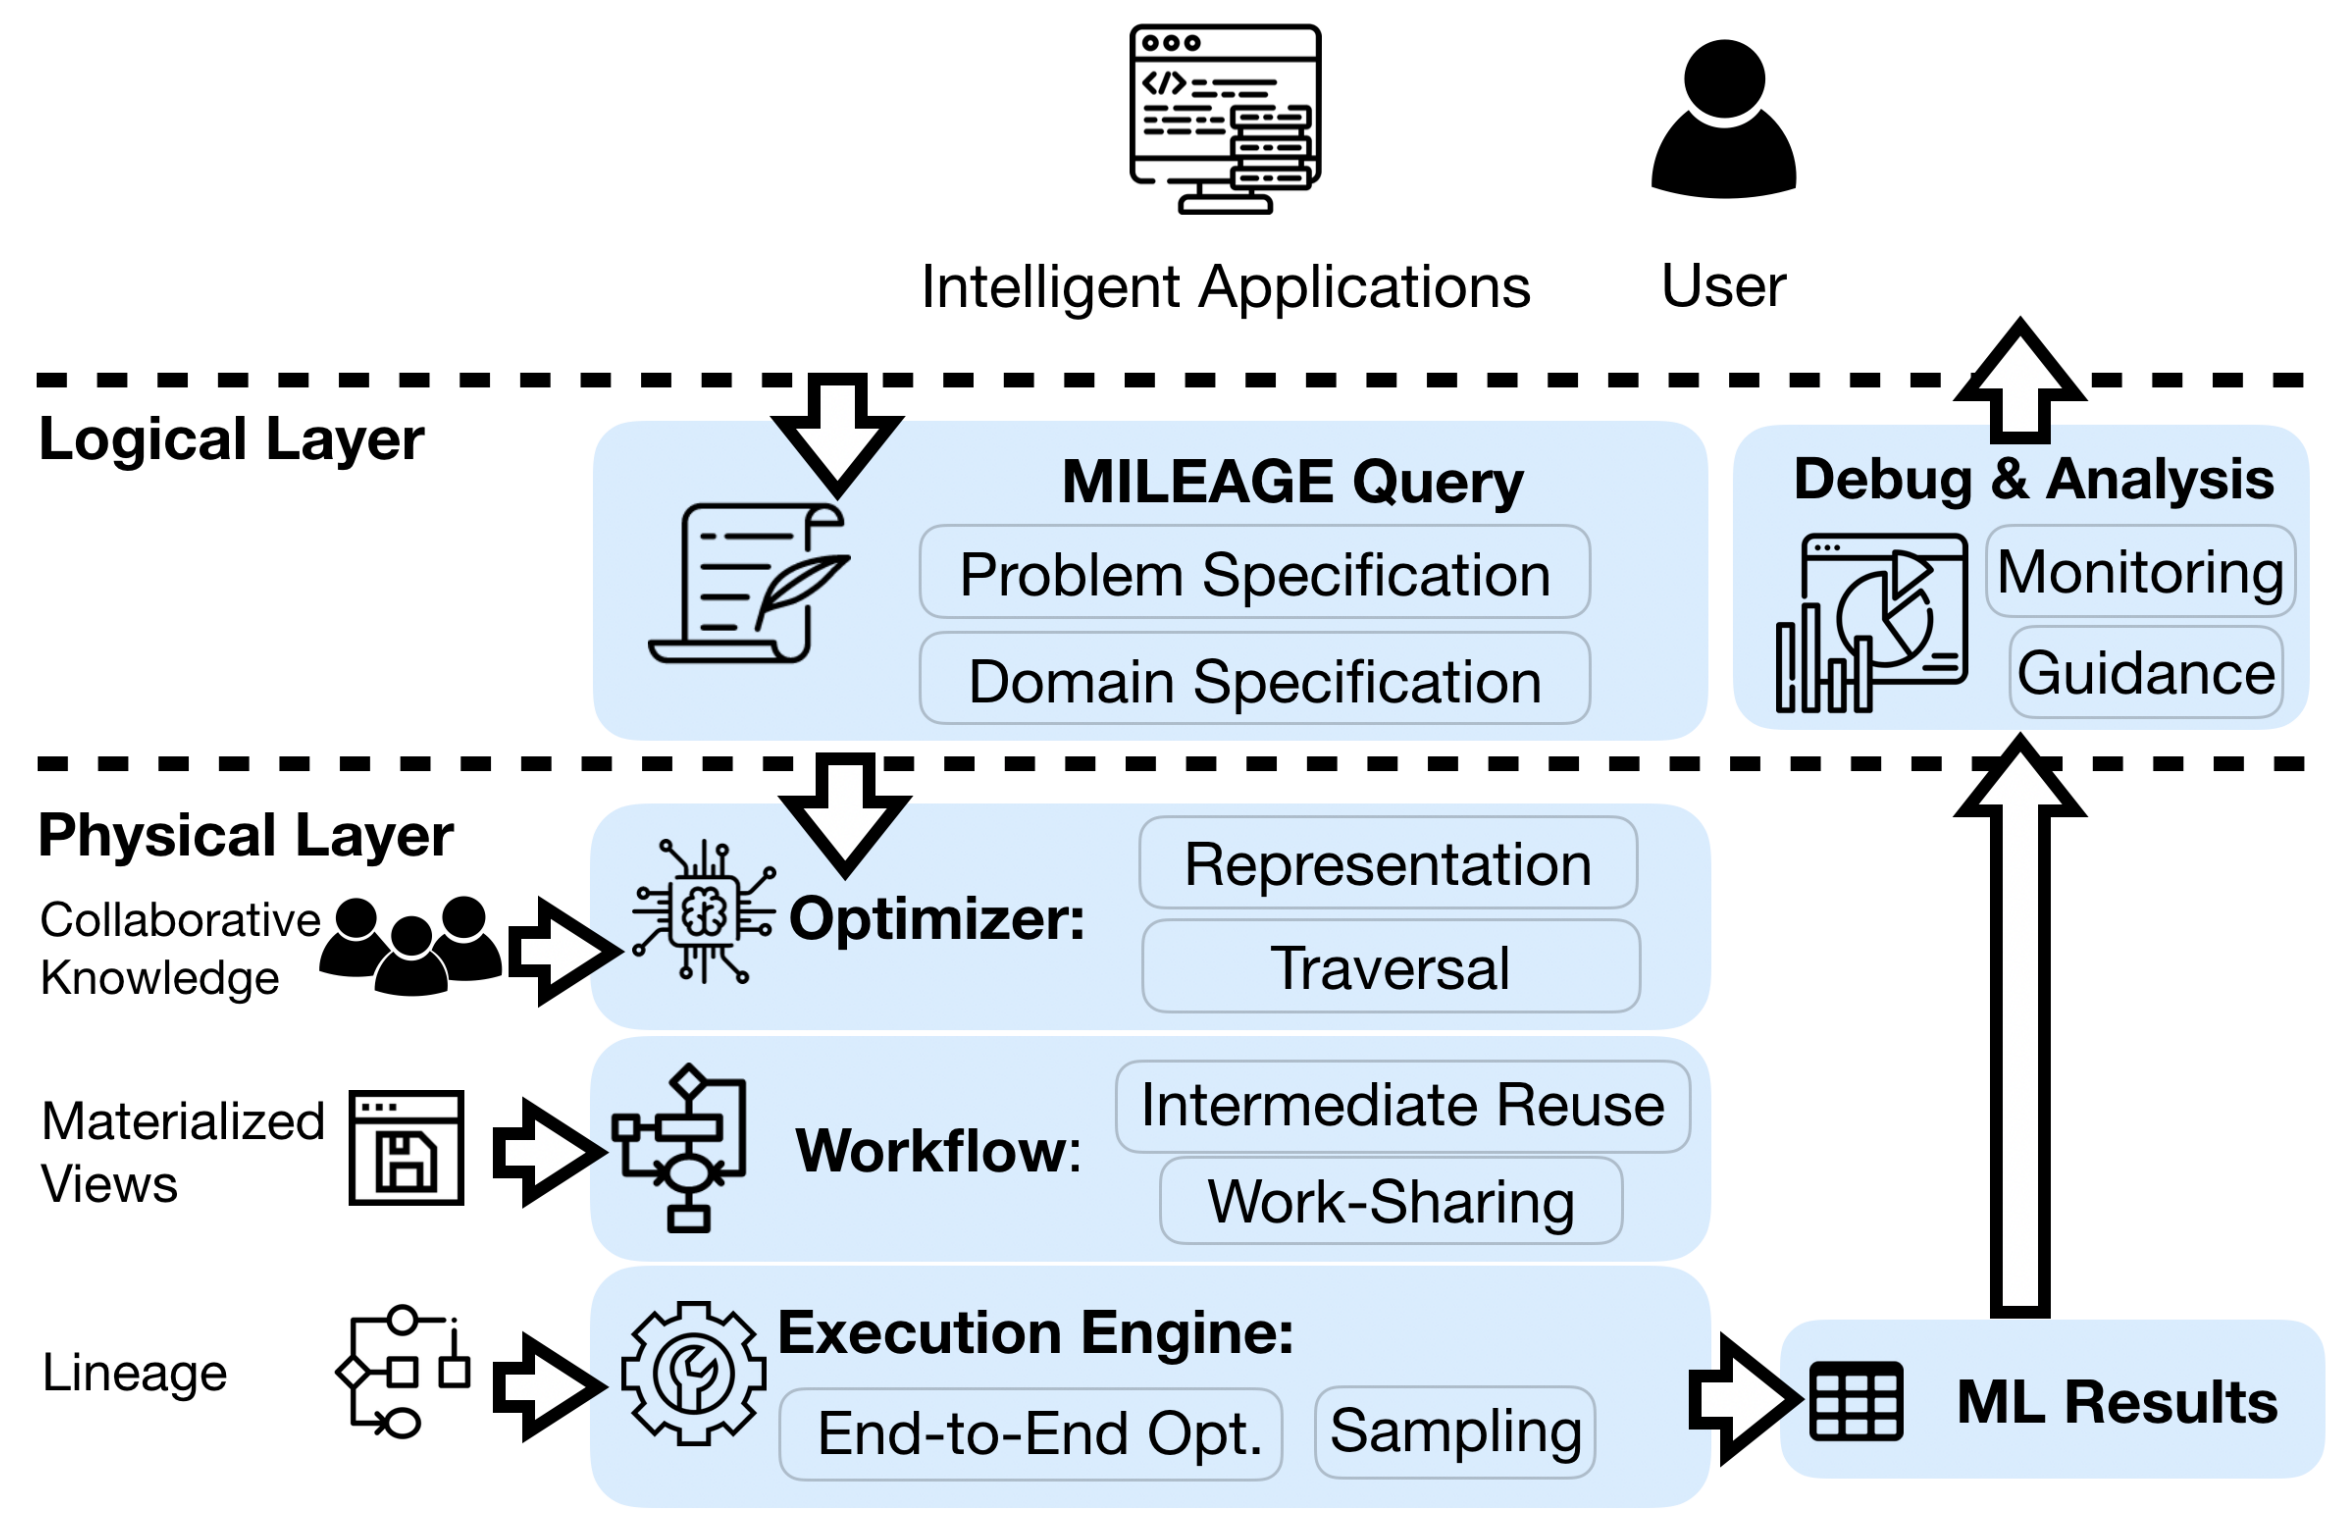 Intelligent Applications
User
Logical Layer
MILEAGE Query
Problem Specification
Domain Specification
Debug & Analysis
Monitoring
Guidance
Physical Layer
Collaborative
Knowledge
Optimizer:
Representation
Traversal
Materialized
Views
Workflow:
Intermediate Reuse
Work-Sharing
Lineage
Execution Engine:
End-to-End Opt.
Sampling
ML Results